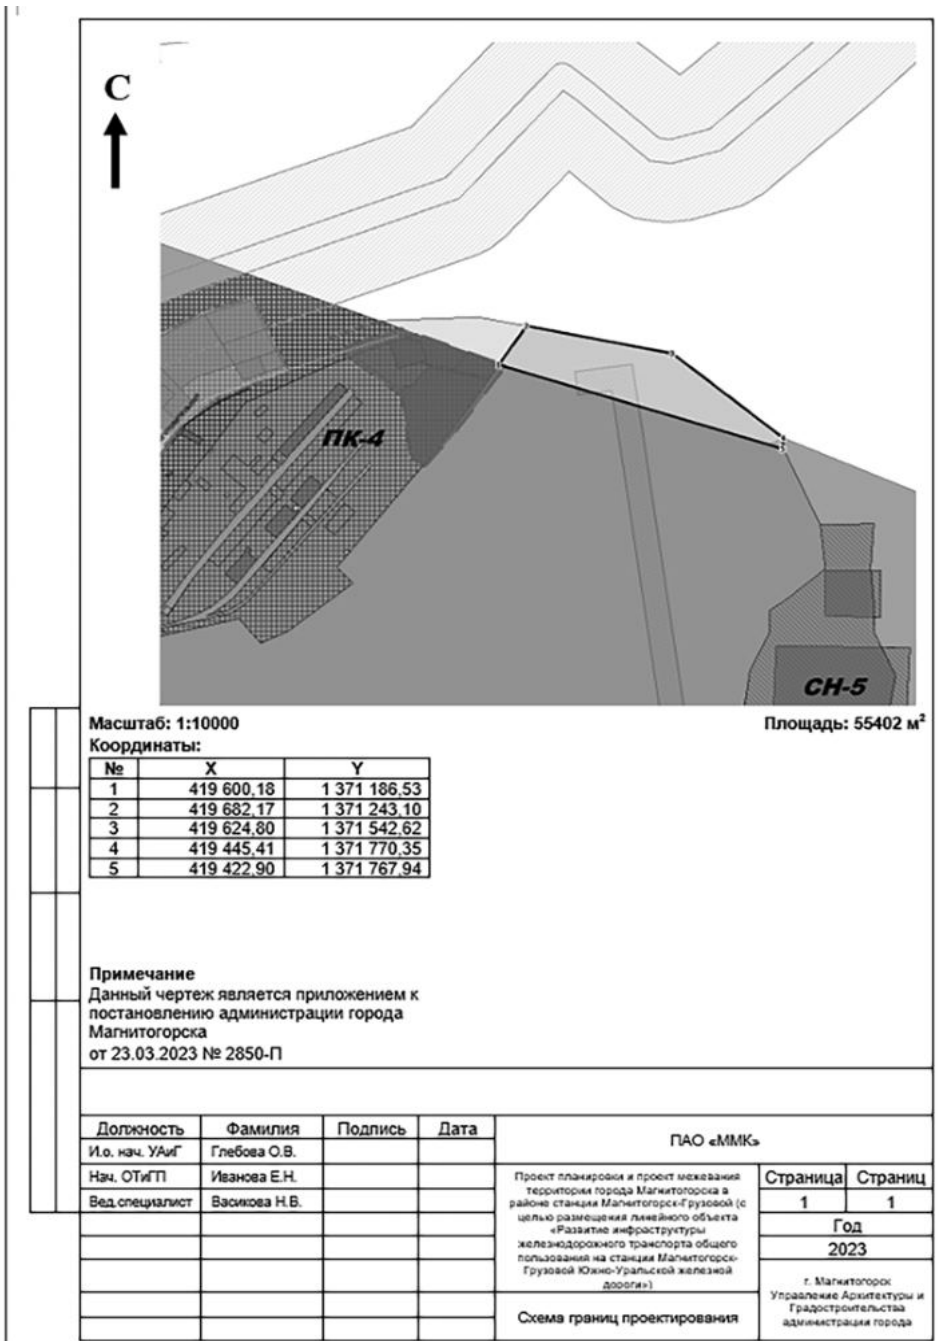 С
ПК-4
СН-5
Масштаб: 1:10000
Площадь: 55402 м²
Координаты:
№ X Y
1 419 600,18 1 371 186,53
2 419 682,17 1 371 243,10
3 419 624,80 1 371 542,62
4 419 445,41 1 371 770,35
5 419 422,90 1 371 767,94
Примечание
Данный чертеж является приложением к
постановлению администрации города
Магнитогорска
от 23.03.2023 № 2850-П
Должность Фамилия Подпись Дата
И.о. нач. УАиГ Глебова О.В.
Нач. ОТиГП Иванова Е.Н.
Вед.специалист Васикова Н.В.
ПАО «ММК»
Проект планировки и проект межевания
территории города Магнитогорска в
районе станции Магнитогорск-Грузовой (с
целью размещения линейного объекта
«Развитие инфраструктуры
железнодорожного транспорта общего
пользования на станции Магнитогорск-
Грузовой Южно-Уральской железной
дороги»)
Страница Страниц
1 1
Год
2023
Схема границ проектирования
г. Магнитогорск
Управление Архитектуры и
Градостроительства
администрации города